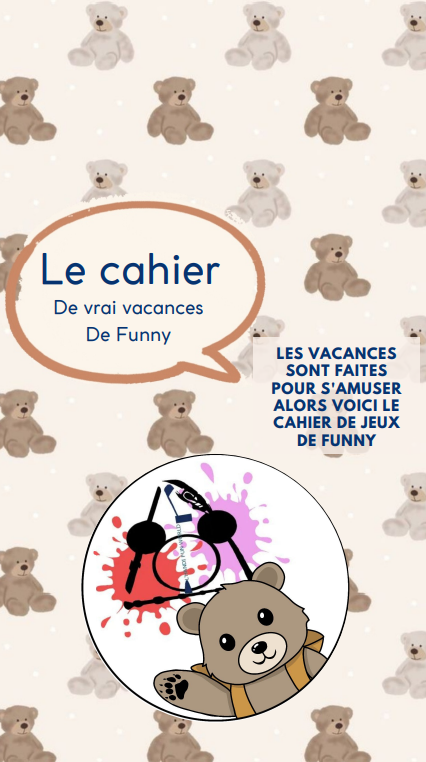 Le cahier
De vrai vacances
De Funny
LES VACANCES
SONT FAITES
POUR S'AMUSER
ALORS VOICI LE
CAHIER DE JEUX
DE FUNNY